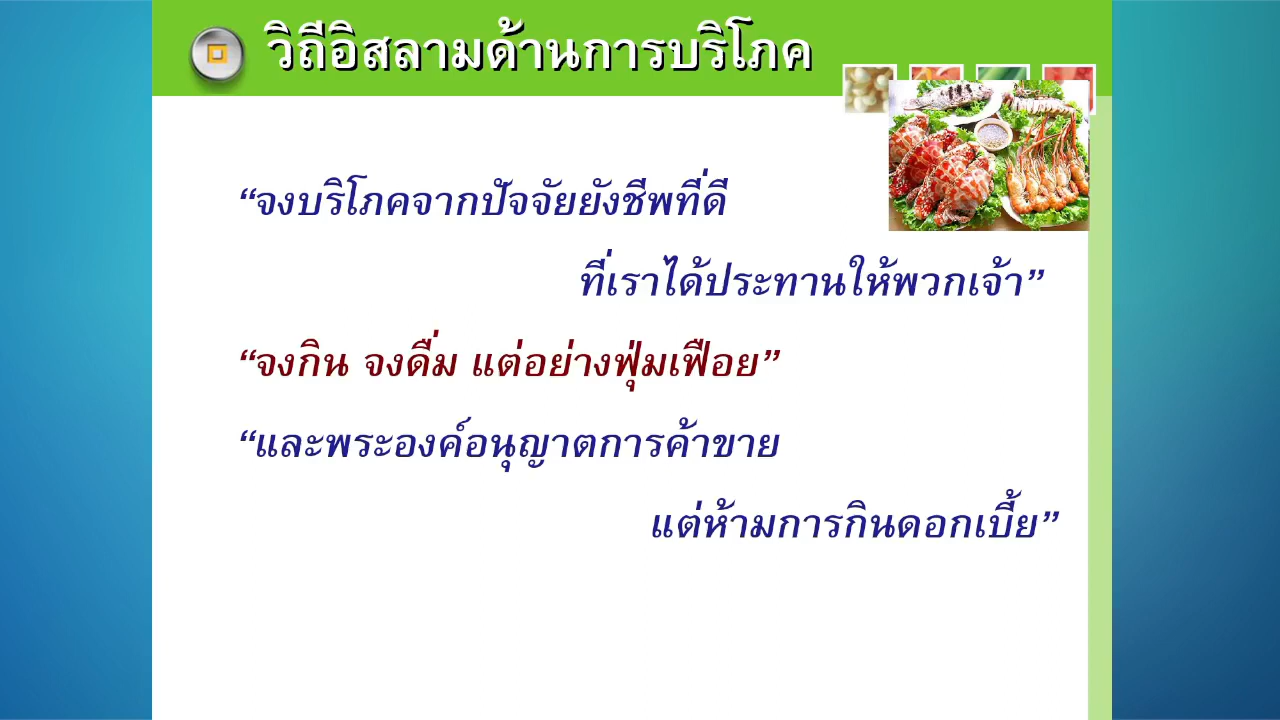 วิถีอิสลามด้านการบริโภค
“จงบริโภคจากปัจจัยยังชีพที่ดี
ที่เราได้ประทานให้พวกเจ้า”
“จงกิน จงดื่ม แต่อย่างฟุ่มเฟือย”
“และพระองค์อนุญาตการค้าขาย
แต่ห้ามการกินดอกเบี้ย”